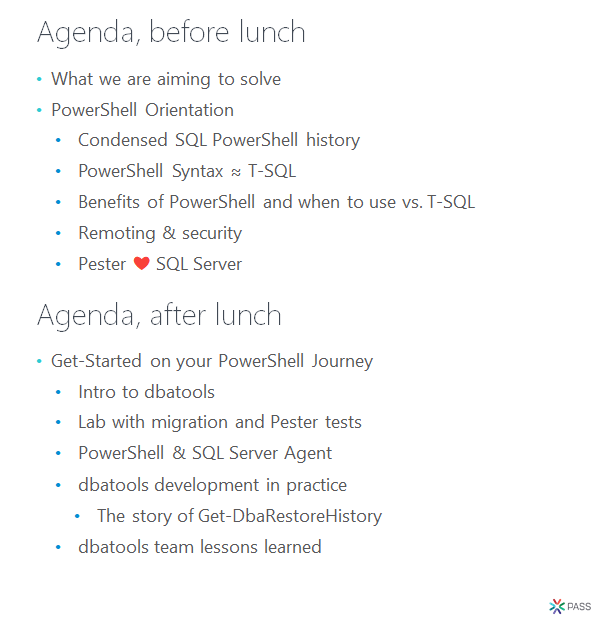 Agenda, before lunch
• What we are aiming to solve
• PowerShell Orientation
• Condensed SQL PowerShell history
• PowerShell Syntax ≈ T-SQL
• Benefits of PowerShell and when to use vs. T-SQL
• Remoting & security
• Pester ❤ SQL Server
Agenda, after lunch
• Get-Started on your PowerShell Journey
• Intro to dbatools
• Lab with migration and Pester tests
• PowerShell & SQL Server Agent
• dbatools development in practice
• The story of Get-DbaRestoreHistory
• dbatools team lessons learned
PASS